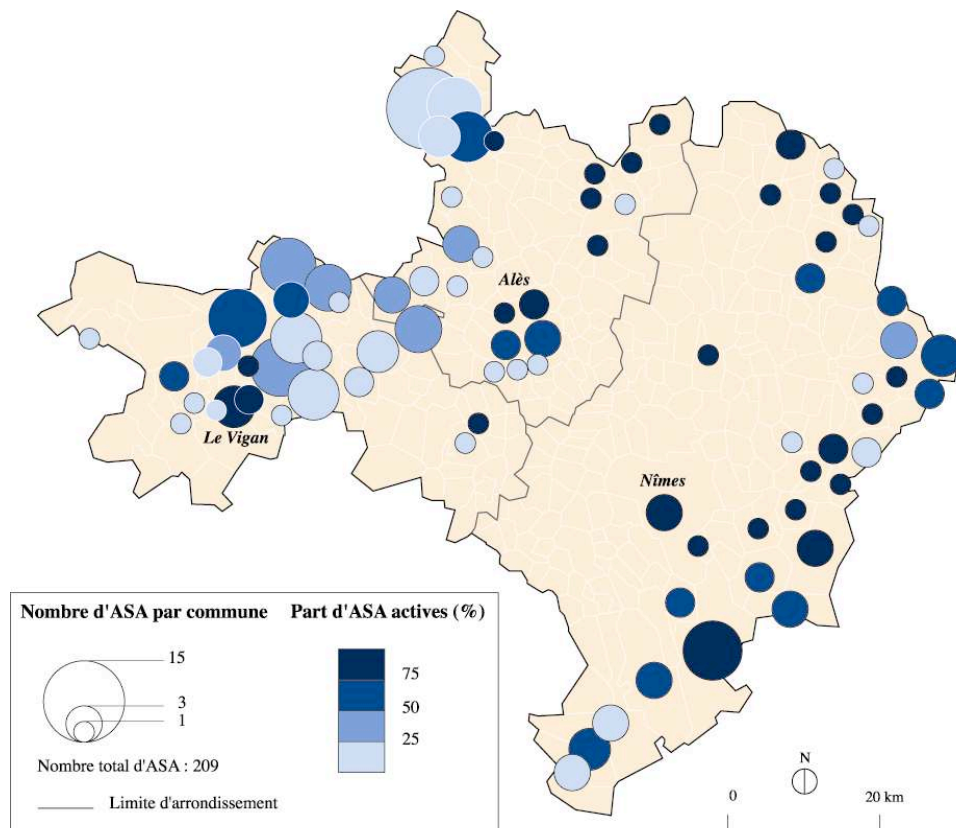 Alès
Le Vigan
Nîmes
Nombre d'ASA par commune
15
3
1
Nombre total d'ASA : 209
Limite d'arrondissement
Part d'ASA actives (%)
75
50
25
N
0 20 km